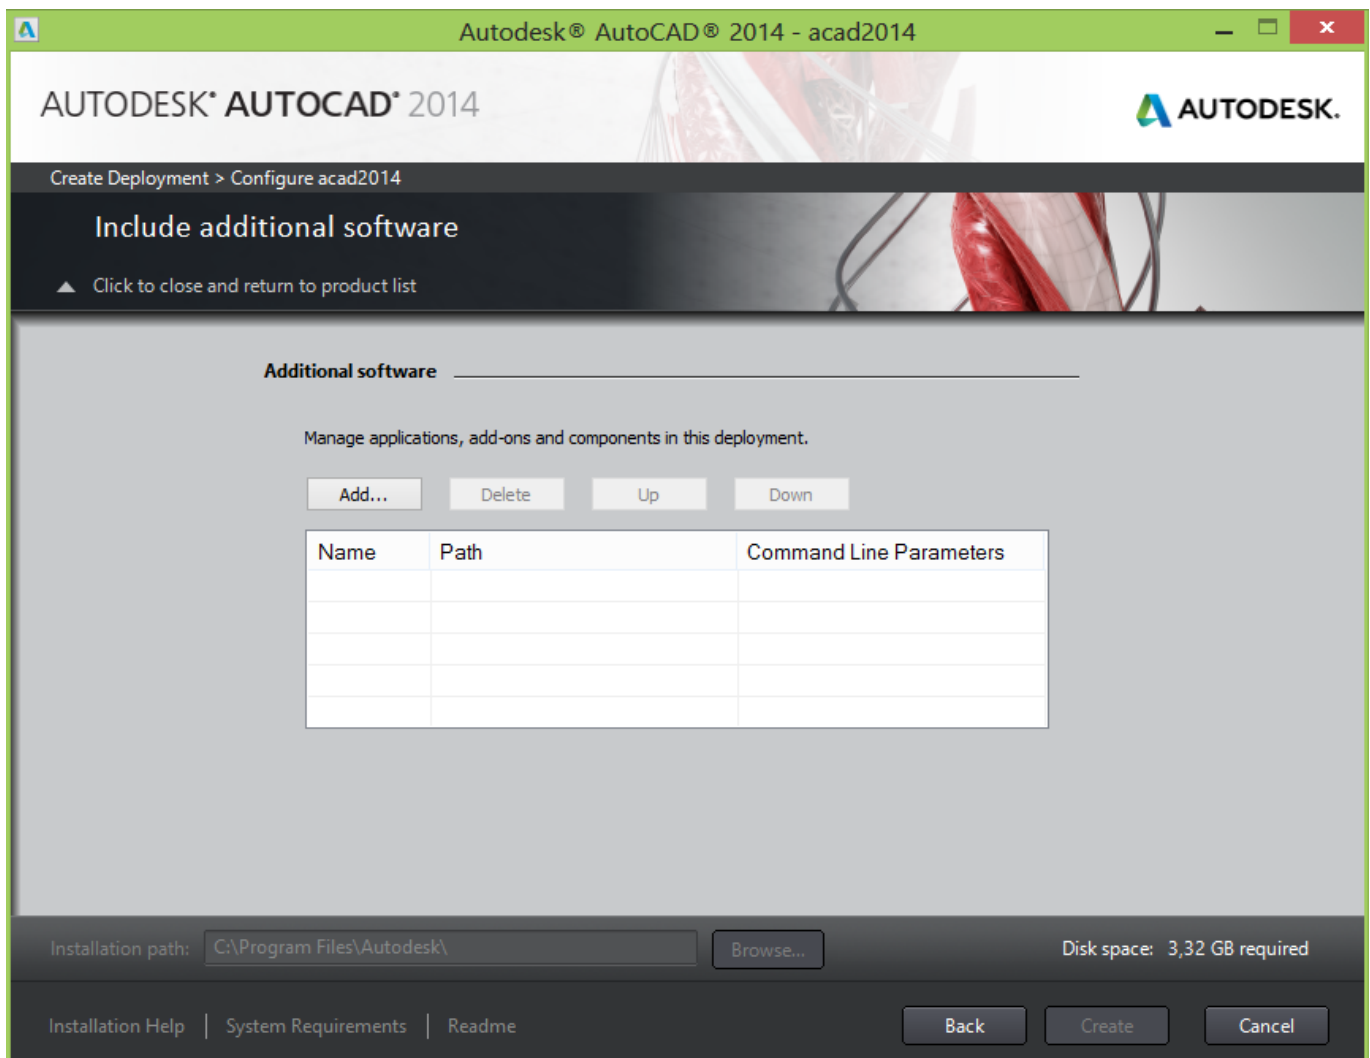 Autodesk® AutoCAD® 2014 - acad2014
AUTODESK® AUTOCAD® 2014
AUTODESK.
Create Deployment > Configure acad2014
Include additional software
Click to close and return to product list
Additional software
Manage applications, add-ons and components in this deployment.
Add... Delete Up Down
Name Path Command Line Parameters
Installation path: C:\Program Files\Autodesk\ Browse... Disk space: 3,32 GB required
Installation Help | System Requirements | Readme Back Create Cancel